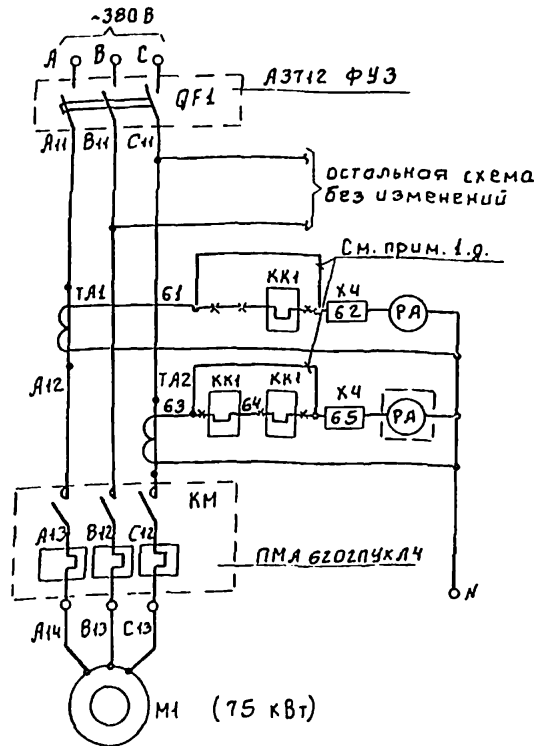 ~380 В
А В С
А3712 ФУЗ
QF1
А11 В11 С11
остальная схема
без изменений
См. прим. 1.д.
КК1
ТА1 61
Х4
62
РА
А12
ТА2
КК1 КК1
63 64
Х4
65
РА
КМ
А13 В12 С12
ПМА 6202ПУХЛ4
N
А14 В13 С13
М1 (75 кВт)